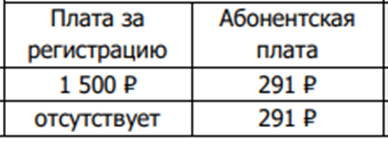 Плата за Абонентская
регистрацию плата
1 500 ₽ 291 ₽
отсутствует 291 ₽